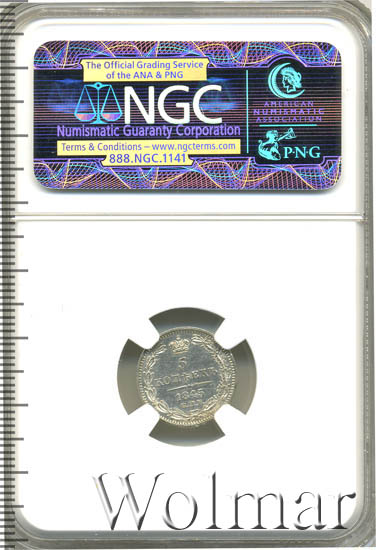 The Official Grading Service
of the ANA & PNG
NGC
Numismatic Guaranty Corporation
Terms & Conditions – www.ngcterms.com
888.NGC.1141
AMERICAN
NUMISMATIC
ASSOCIATION
P·N·G
5
КОПѢЕКЪ
1845
С.П.Б.
Wolmar